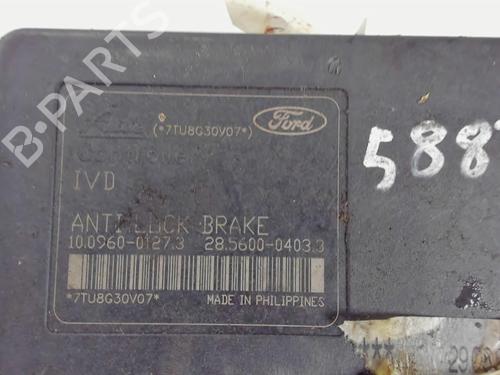 (*7TU8G30V07*)
Ford
588
IVD
ANTI-LOCK BRAKE
10.0960-0127.3 28.5600-0403.3
*7TU8G30V07* MADE IN PHILIPPINES